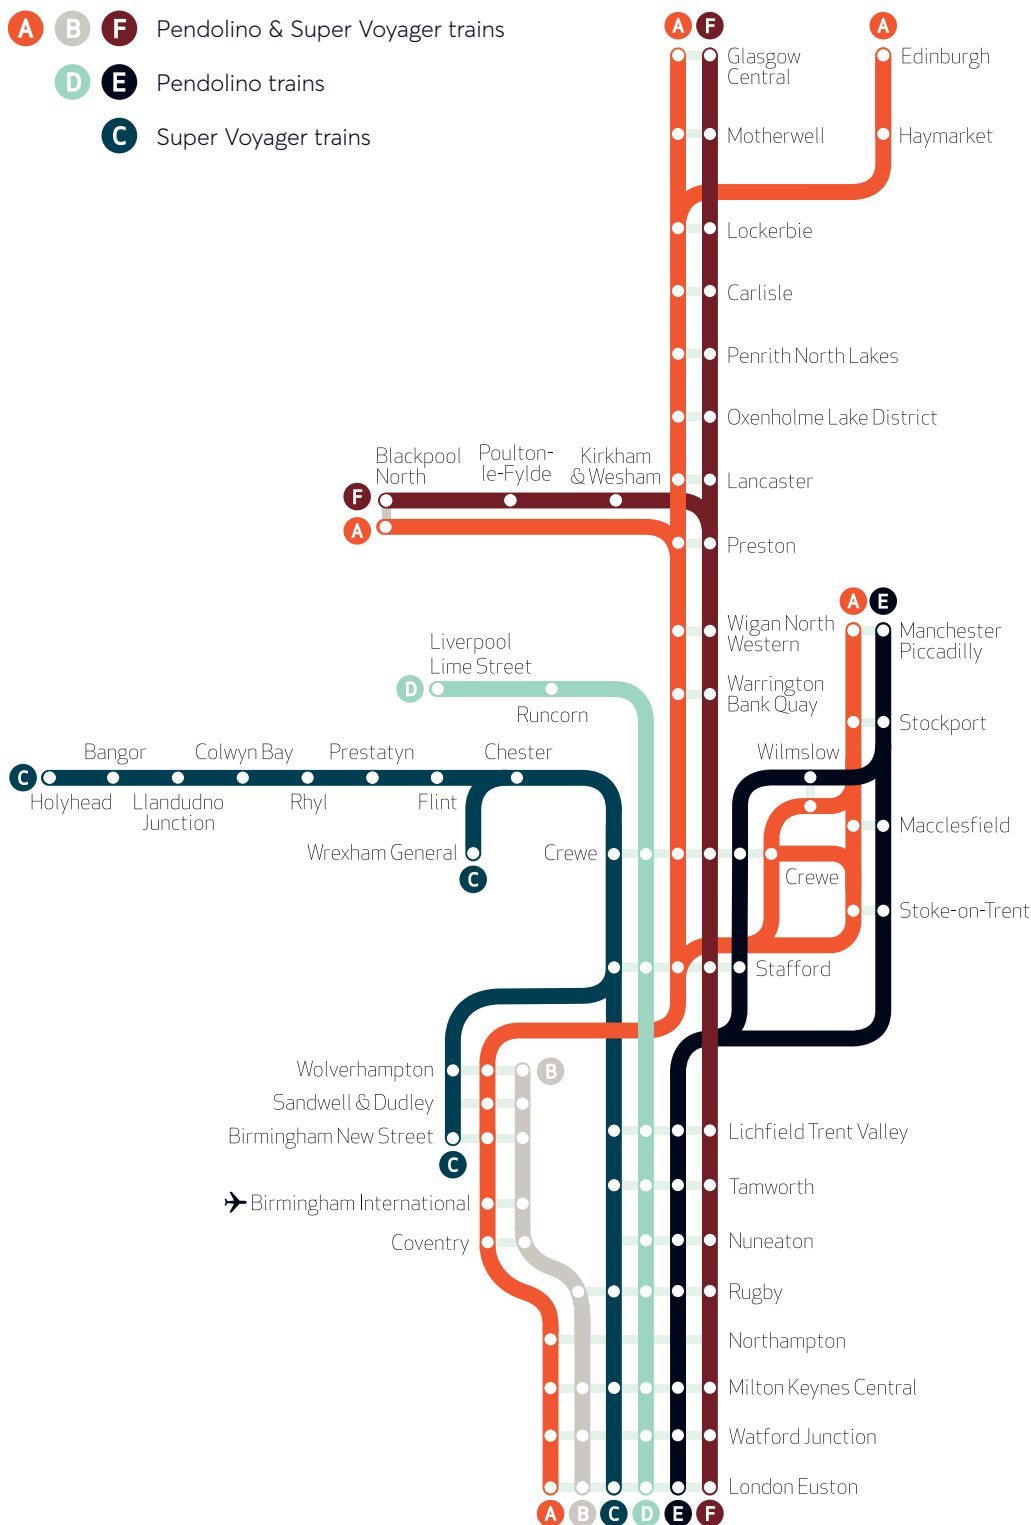 A B F Pendolino & Super Voyager trains
D E Pendolino trains
C Super Voyager trains
A F A
Glasgow
Central
Edinburgh
Motherwell
Haymarket
Lockerbie
Carlisle
Penrith North Lakes
Oxenholme Lake District
Blackpool
North
Poulton-
le-Fylde
Kirkham
& Wesham
Lancaster
F
A
Preston
A E
Wigan North
Western
Manchester
Piccadilly
Liverpool
Lime Street
D
Runcorn
Warrington
Bank Quay
Stockport
Bangor
Colwyn Bay
Prestatyn
Chester
Wilmslow
C
Holyhead
Llandudno
Junction
Rhyl
Flint
Macclesfield
Wrexham General
C
Crewe
Crewe
Stoke-on-Trent
Stafford
Wolverhampton
B
Sandwell & Dudley
Birmingham New Street
C
Lichfield Trent Valley
Tamworth
Birmingham International
Coventry
Nuneaton
Rugby
Northampton
Milton Keynes Central
Watford Junction
London Euston
A B C D E F